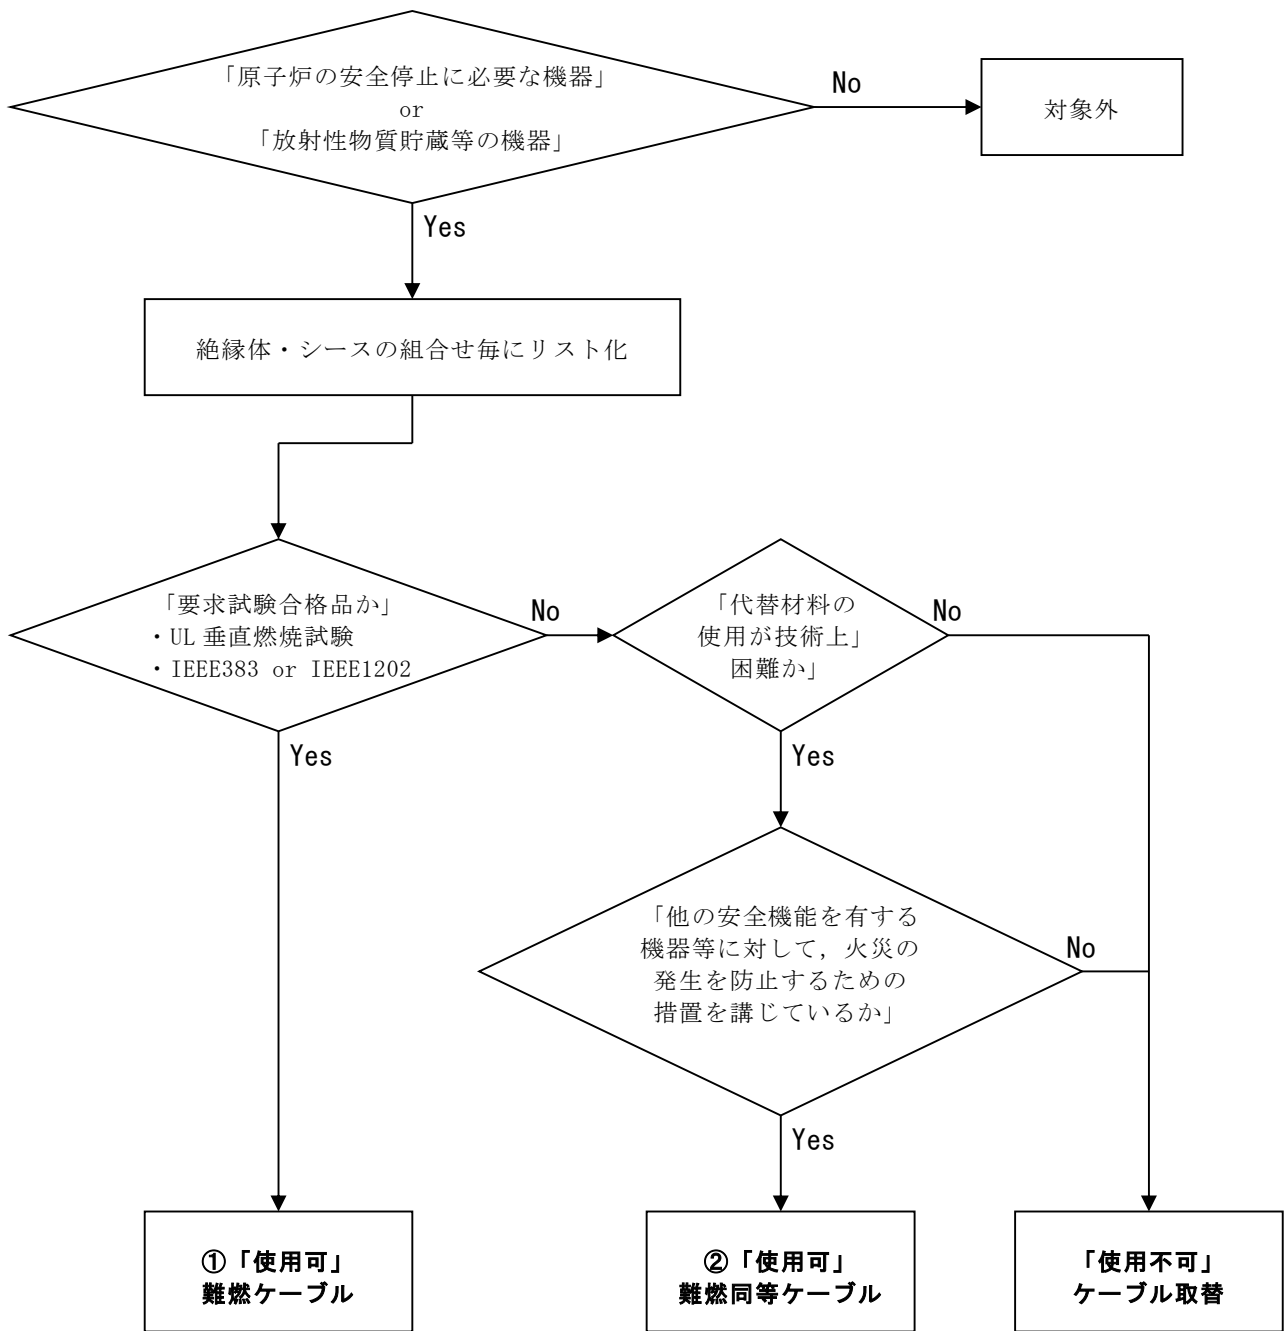 「原子炉の安全停止に必要な機器」
or
「放射性物質貯蔵等の機器」
No
対象外
Yes
絶縁体・シースの組合せ毎にリスト化
「要求試験合格品か」
・UL 垂直燃焼試験
・IEEE383 or IEEE1202
No
「代替材料の
使用が技術上」
困難か」
No
Yes
Yes
「他の安全機能を有する
機器等に対して，火災の
発生を防止するための
措置を講じているか」
No
Yes
①「使用可」
難燃ケーブル
②「使用可」
難燃同等ケーブル
「使用不可」
ケーブル取替